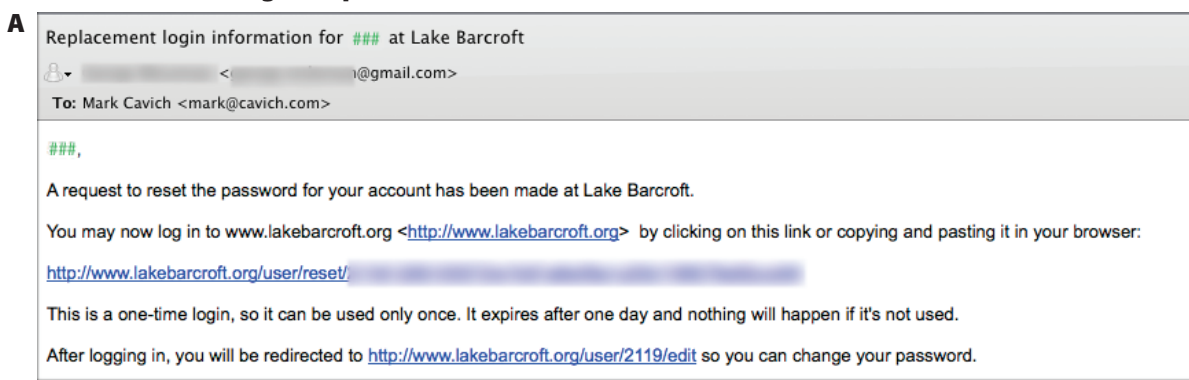 A
Replacement login information for ### at Lake Barcroft
< @gmail.com>
To: Mark Cavich <mark@cavich.com>
###,
A request to reset the password for your account has been made at Lake Barcroft.
You may now log in to www.lakebarcroft.org <http://www.lakebarcroft.org> by clicking on this link or copying and pasting it in your browser:
http://www.lakebarcroft.org/user/reset/
This is a one-time login, so it can be used only once. It expires after one day and nothing will happen if it's not used.
After logging in, you will be redirected to http://www.lakebarcroft.org/user/2119/edit so you can change your password.